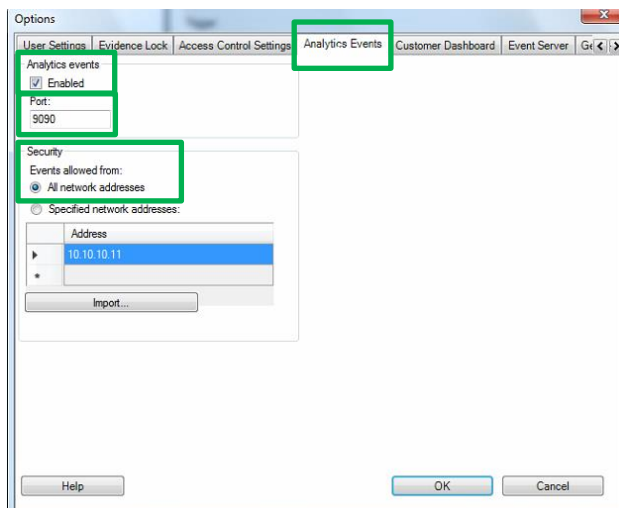 Options
User Settings Evidence Lock Access Control Settings Analytics Events Customer Dashboard Event Server
Analytics events
Enabled
Port:
9090
Security
Events allowed from:
All network addresses
Specified network addresses:
Address
10.10.10.11
*
Import...
Help OK Cancel